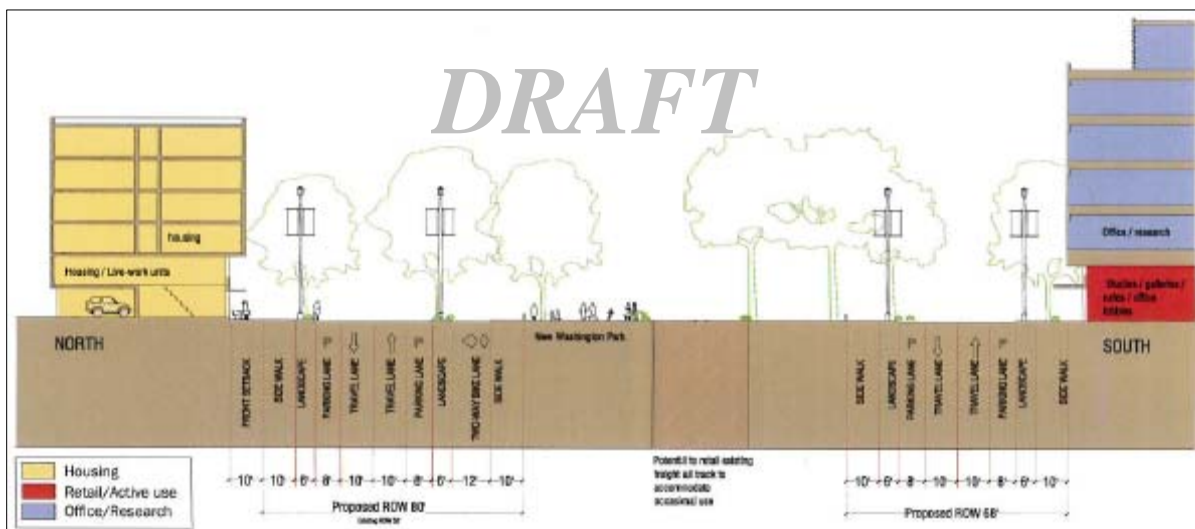 DRAFT
housing
Housing / Live-work units
Office / research
Studios / galleries /
cafes / office
lobbies
NORTH
New Washington Park
SOUTH
FRONT SETBACK
SIDE WALK
LANDSCAPE
P
PARKING LANE
TRAVEL LANE
TRAVEL LANE
P
PARKING LANE
LANDSCAPE
TWO-WAY BIKE LANE
SIDE WALK
SIDE WALK
LANDSCAPE
P
PARKING LANE
TRAVEL LANE
TRAVEL LANE
P
PARKING LANE
LANDSCAPE
SIDE WALK
Housing
Retail/Active use
Office/Research
10' 10' 6' 8' 10' 10' 8' 6' 12' 10'
Proposed ROW 80'
Potential to retail existing
freight rail track to
accommodate
occasional use
10' 6' 8' 10' 10' 8' 6' 10'
Proposed ROW 68'